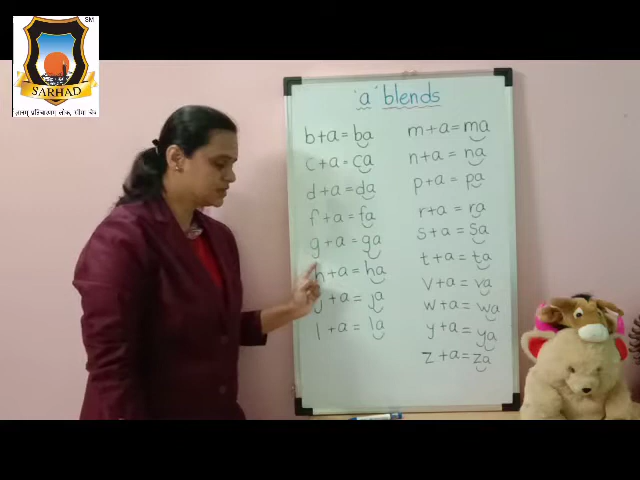 SM
SARHAD
'a' blends
b+a=ba
c+a=ca
d+a=da
f+a=fa
g+a=ga
h+a=ha
j+a=ja
l+a=la
m+a=ma
n+a=na
p+a=pa
r+a=ra
s+a=sa
t+a=ta
v+a=va
w+a=wa
y+a=ya
z+a=za